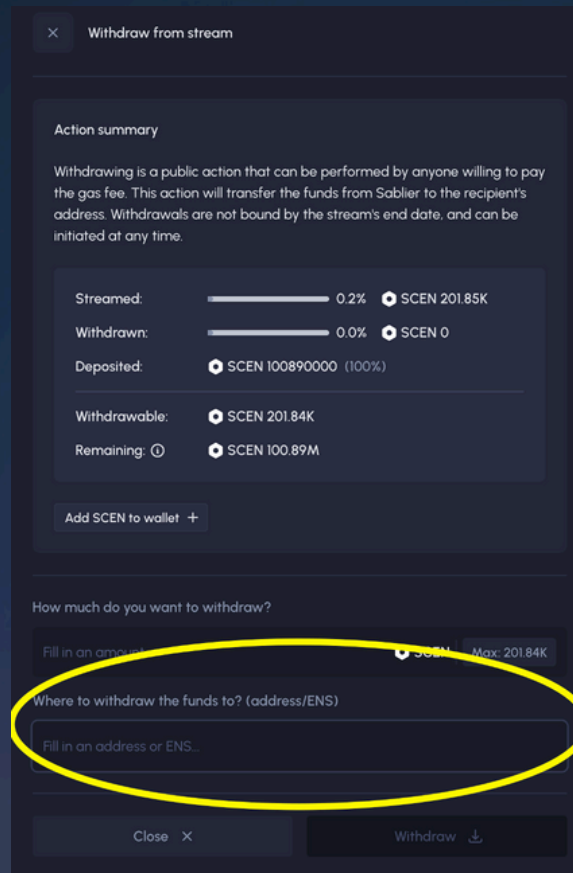 Withdraw from stream
Action summary
Withdrawing is a public action that can be performed by anyone willing to pay
the gas fee. This action will transfer the funds from Sablier to the recipient's
address. Withdrawals are not bound by the stream's end date, and can be
initiated at any time.
Streamed: 0.2% SCEN 201.85K
Withdrawn: 0.0% SCEN 0
Deposited: SCEN 100890000 (100%)
Withdrawable: SCEN 201.84K
Remaining: SCEN 100.89M
Add SCEN to wallet +
How much do you want to withdraw?
Fill in an amount SCEN Max: 201.84K
Where to withdraw the funds to? (address/ENS)
Fill in an address or ENS...
Close Withdraw